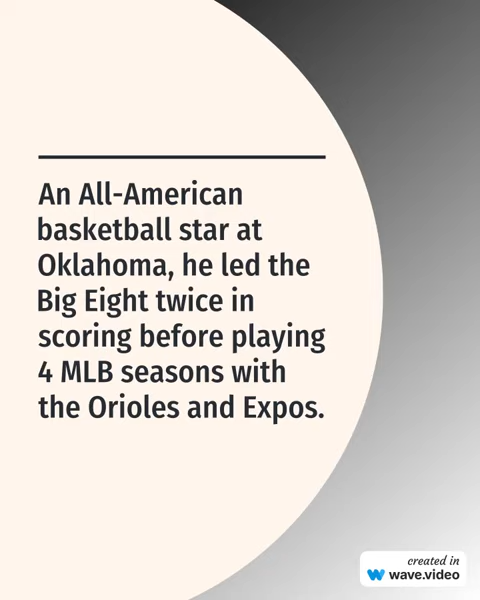 An All-American
basketball star at
Oklahoma, he led the
Big Eight twice in
scoring before playing
4 MLB seasons with
the Orioles and Expos.
created in
wave.video